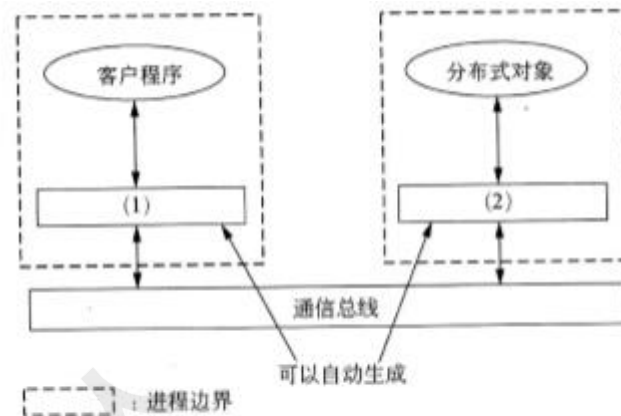 客户程序
分布式对象
(1)
(2)
通信总线
可以自动生成
：进程边界